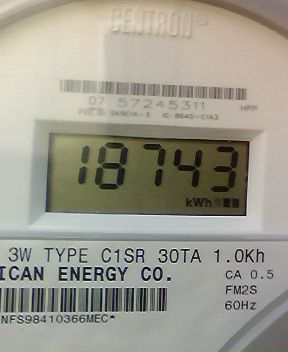 CENTRON®
07 57245311
HPP
18743
kWh
3W TYPE C1SR 30TA 1.0Kh
ICAN ENERGY CO.
CA 0.5
FM2S
60Hz
NFS98410366MEC*